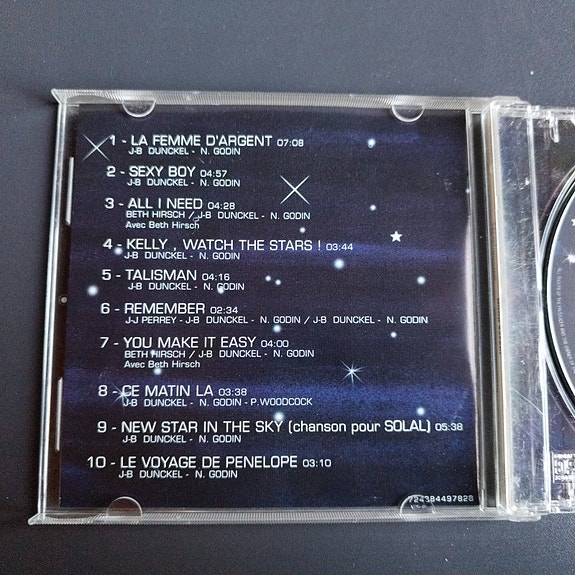 1 - LA FEMME D'ARGENT 07:08
J-B DUNCKEL - N. GODIN
2 - SEXY BOY 04:57
J-B DUNCKEL - N. GODIN
3 - ALL I NEED 04:28
BETH HIRSCH / J-B DUNCKEL - N. GODIN
Avec Beth Hirsch
4 - KELLY , WATCH THE STARS ! 03:44
J-B DUNCKEL - N. GODIN
5 - TALISMAN 04:16
J-B DUNCKEL - N. GODIN
6 - REMEMBER 02:34
J-J PERREY - J-B DUNCKEL - N. GODIN / J-B DUNCKEL - N. GODIN
7 - YOU MAKE IT EASY 04:00
BETH HIRSCH / J-B DUNCKEL - N. GODIN
Avec Beth Hirsch
8 - CE MATIN LA 03:38
J-B DUNCKEL - N. GODIN - P.WOODCOCK
9 - NEW STAR IN THE SKY (chanson pour SOLAL) 05:38
J-B DUNCKEL - N. GODIN
10 - LE VOYAGE DE PENELOPE 03:10
J-B DUNCKEL - N. GODIN
724384497828